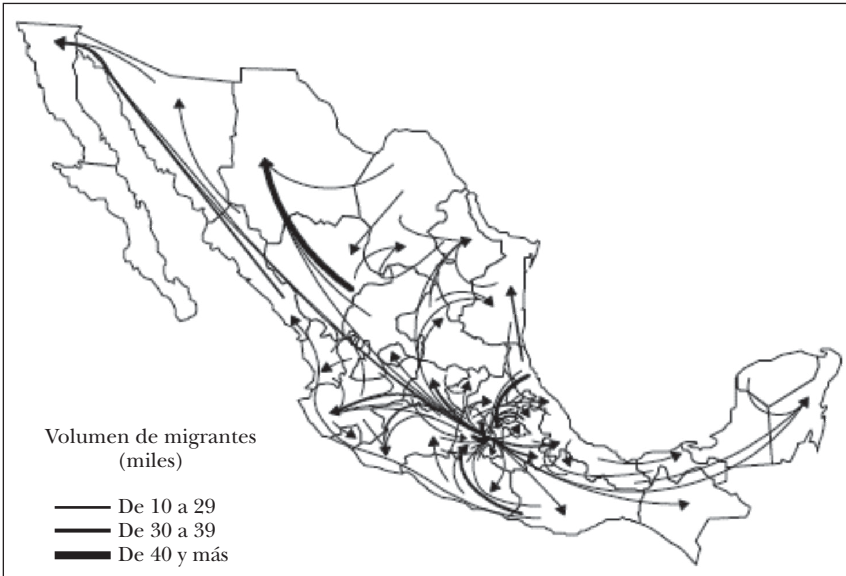 Volumen de migrantes
(miles)
De 10 a 29
De 30 a 39
De 40 y más